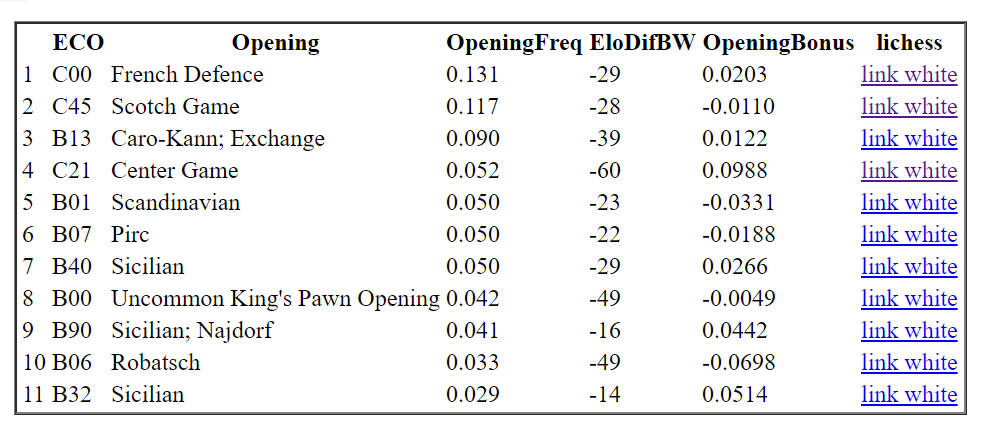 ECO Opening OpeningFreq EloDifBW OpeningBonus lichess
1 C00 French Defence 0.131 -29 0.0203 link white
2 C45 Scotch Game 0.117 -28 -0.0110 link white
3 B13 Caro-Kann; Exchange 0.090 -39 0.0122 link white
4 C21 Center Game 0.052 -60 0.0988 link white
5 B01 Scandinavian 0.050 -23 -0.0331 link white
6 B07 Pirc 0.050 -22 -0.0188 link white
7 B40 Sicilian 0.050 -29 0.0266 link white
8 B00 Uncommon King's Pawn Opening 0.042 -49 -0.0049 link white
9 B90 Sicilian; Najdorf 0.041 -16 0.0442 link white
10 B06 Robatsch 0.033 -49 -0.0698 link white
11 B32 Sicilian 0.029 -14 0.0514 link white